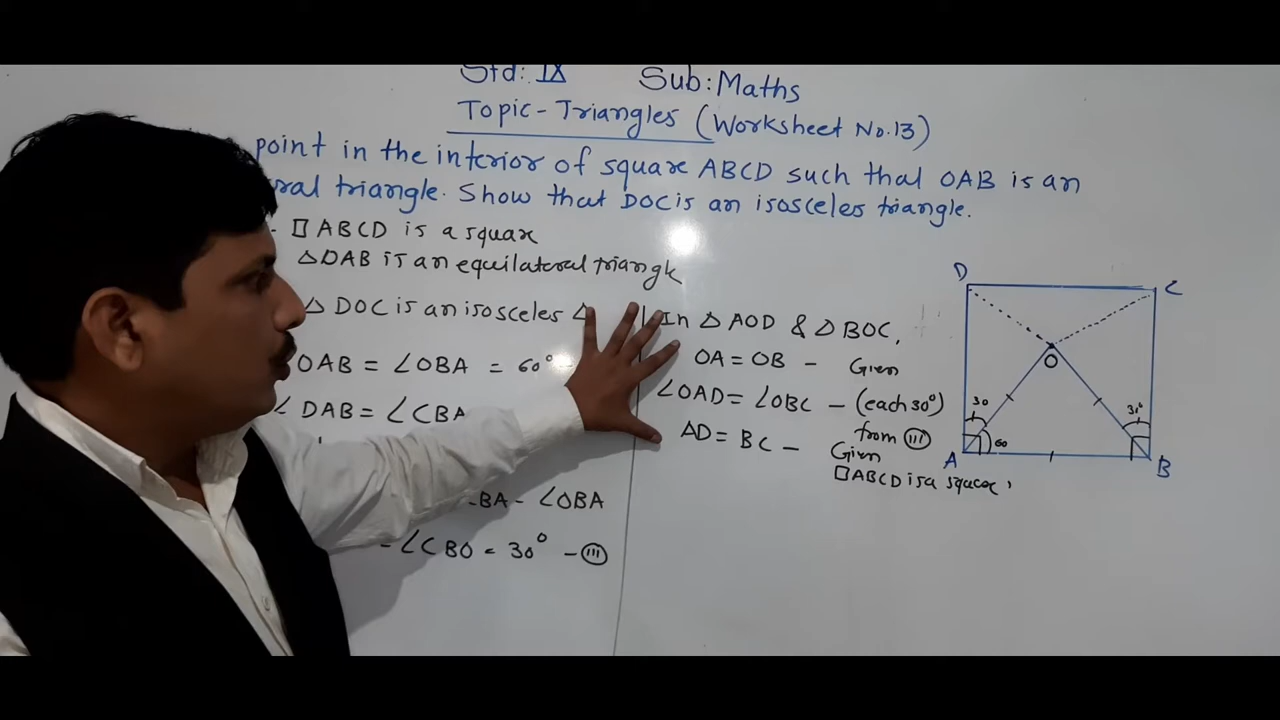 Std: IX Sub: Maths
Topic - Triangles (Worksheet No.13)
point in the interior of square ABCD such that OAB is an
triangle. Show that DOC is an isosceles triangle.
□ ABCD is a square
△OAB is an equilateral triangle
△ DOC is an isosceles △
OAB = ∠OBA = 60°
∠ DAB = ∠CBA
BA - ∠OBA
- ∠CBO = 30° - (III)
In △ AOD & △ BOC,
OA = OB - Given
∠OAD = ∠OBC - (each 30°)
from (III)
AD = BC - Given
□ABCD is a square,
D
C
O
30
60
30°
A
B